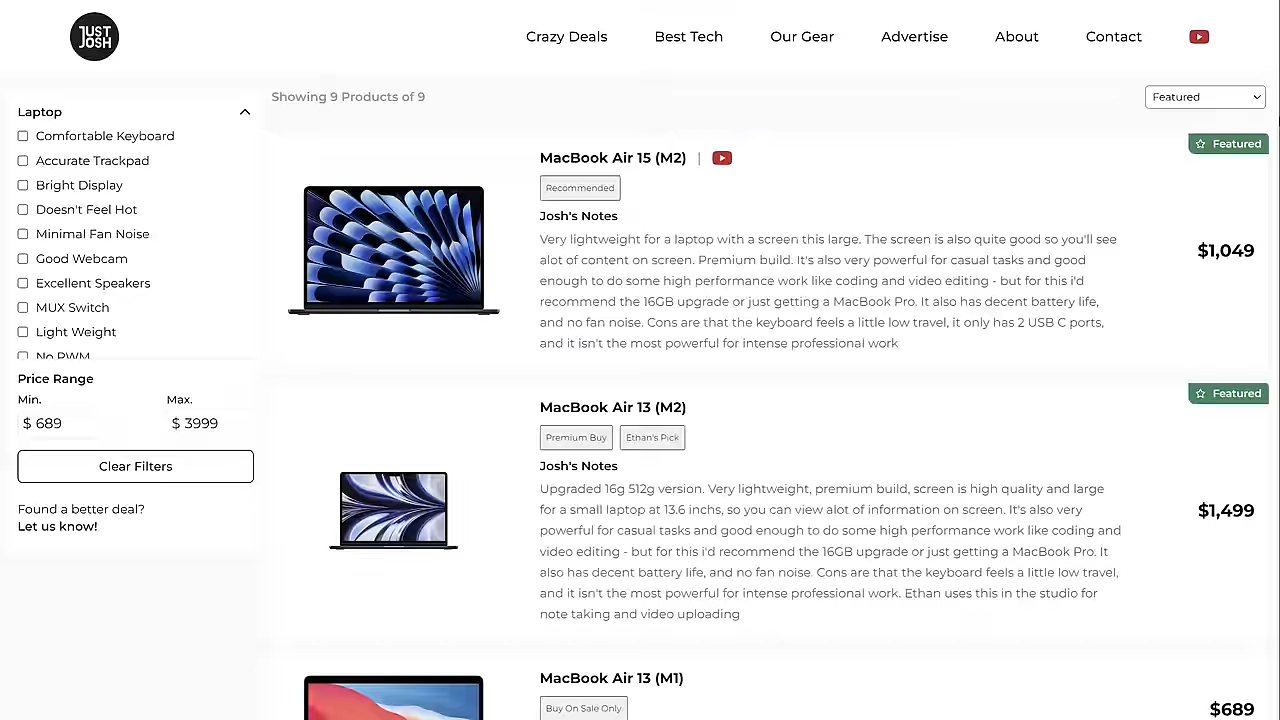 JUST
JOSH
Crazy Deals
Best Tech
Our Gear
Advertise
About
Contact
Laptop
Comfortable Keyboard
Accurate Trackpad
Bright Display
Doesn't Feel Hot
Minimal Fan Noise
Good Webcam
Excellent Speakers
MUX Switch
Light Weight
No PWM
Price Range
Min.
Max.
$ 689
$ 3999
Clear Filters
Found a better deal?
Let us know!
Showing 9 Products of 9
Featured
Featured
MacBook Air 15 (M2) |
Recommended
Josh's Notes
Very lightweight for a laptop with a screen this large. The screen is also quite good so you'll see
alot of content on screen. Premium build. It's also very powerful for casual tasks and good
enough to do some high performance work like coding and video editing - but for this i'd
recommend the 16GB upgrade or just getting a MacBook Pro. It also has decent battery life,
and no fan noise. Cons are that the keyboard feels a little low travel, it only has 2 USB C ports,
and it isn't the most powerful for intense professional work
$1,049
Featured
MacBook Air 13 (M2)
Premium Buy
Ethan's Pick
Josh's Notes
Upgraded 16g 512g version. Very lightweight, premium build, screen is high quality and large
for a small laptop at 13.6 inchs, so you can view alot of information on screen. It's also very
powerful for casual tasks and good enough to do some high performance work like coding and
video editing - but for this i'd recommend the 16GB upgrade or just getting a MacBook Pro. It
also has decent battery life, and no fan noise. Cons are that the keyboard feels a little low travel,
and it isn't the most powerful for intense professional work. Ethan uses this in the studio for
note taking and video uploading
$1,499
MacBook Air 13 (M1)
Buy On Sale Only
$689